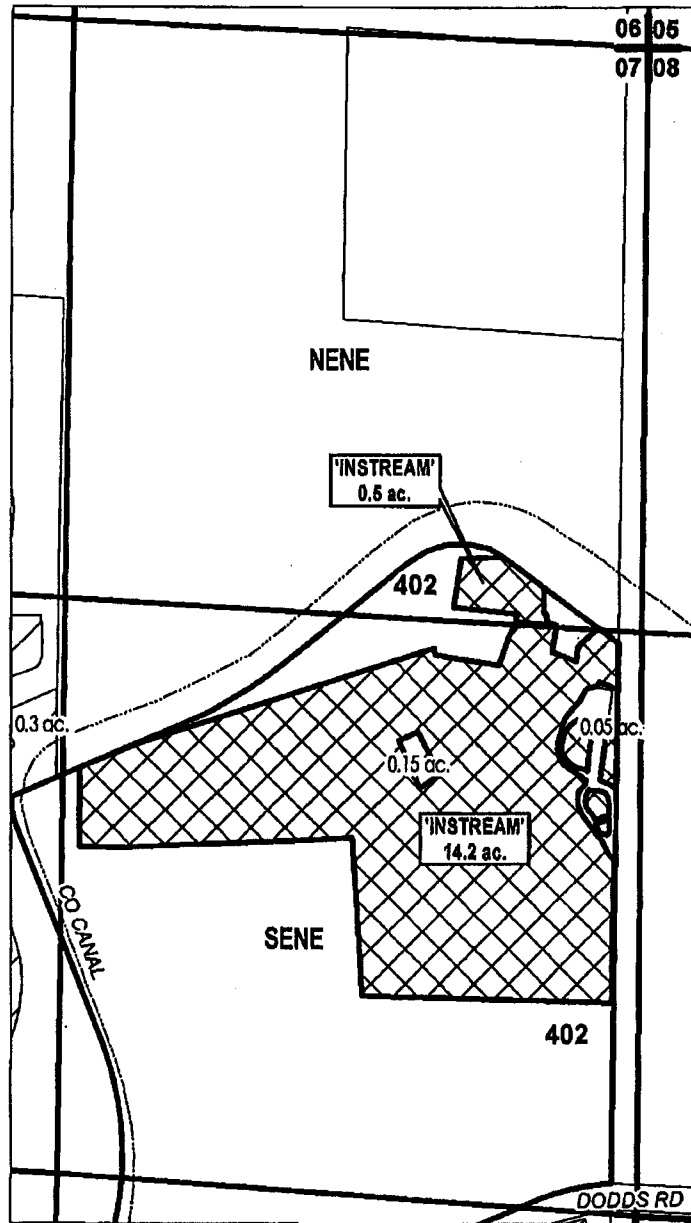 06 05
07 08
NENE
'INSTREAM'
0.5 ac.
402
0.3 ac.
0.05 ac.
0.15 ac.
'INSTREAM'
14.2 ac.
CO CANAL
SENE
402
DODDS RD